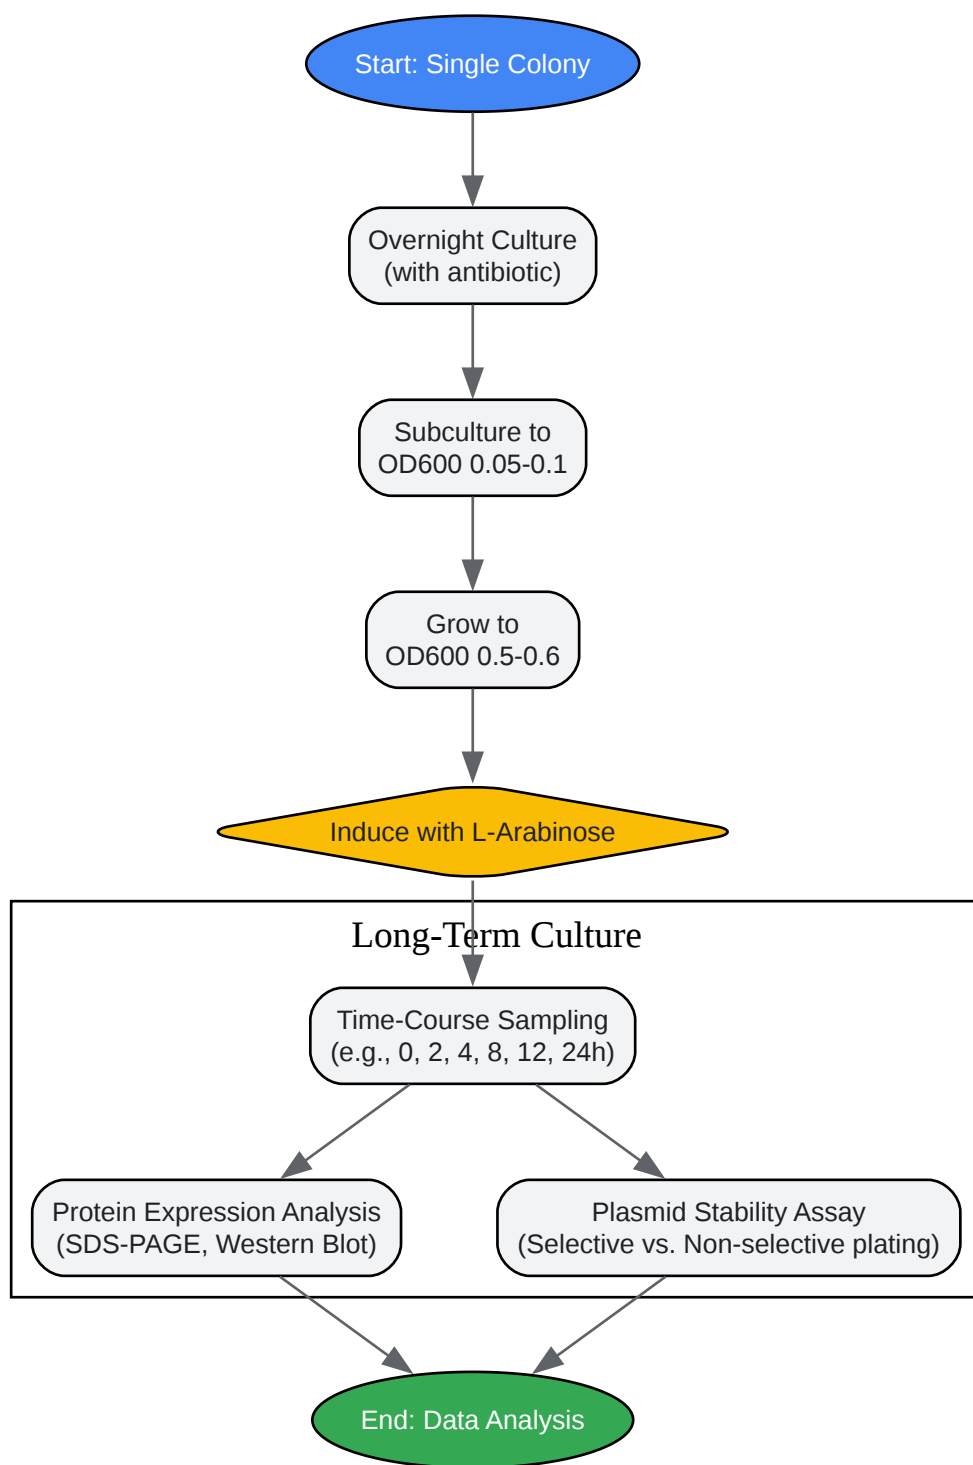 Start: Single Colony
Overnight Culture
(with antibiotic)
Subculture to
OD600 0.05-0.1
Grow to
OD600 0.5-0.6
Induce with L-Arabinose
Long-Term Culture
Time-Course Sampling
(e.g., 0, 2, 4, 8, 12, 24h)
Protein Expression Analysis
(SDS-PAGE, Western Blot)
Plasmid Stability Assay
(Selective vs. Non-selective plating)
End: Data Analysis